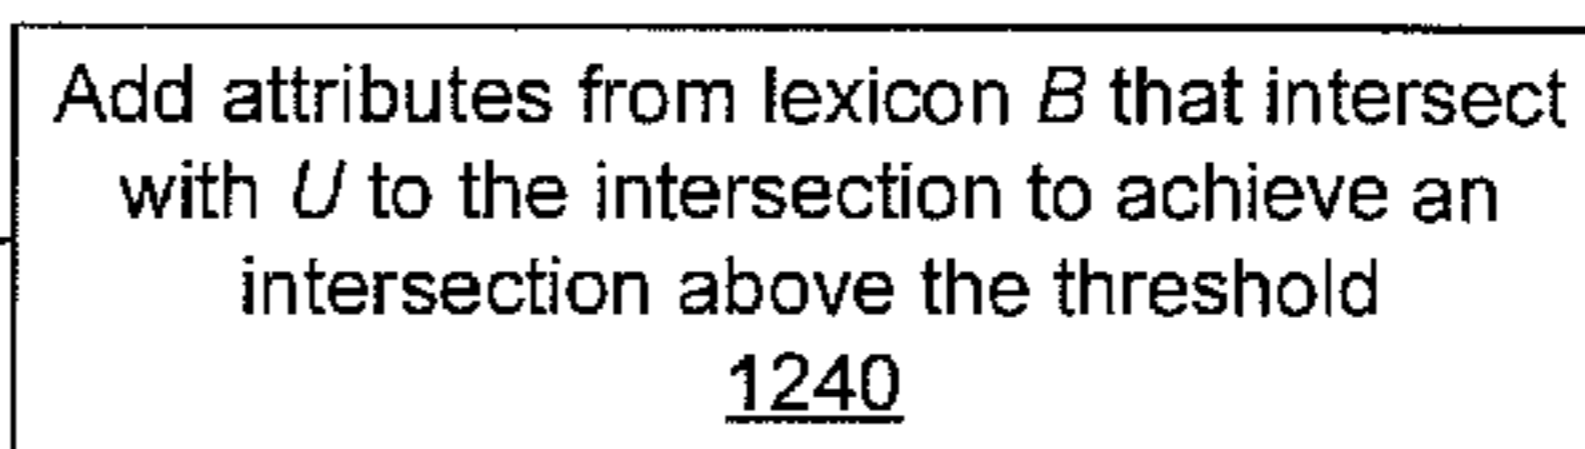 Add attributes from lexicon B that intersect
with U to the intersection to achieve an
intersection above the threshold
1240